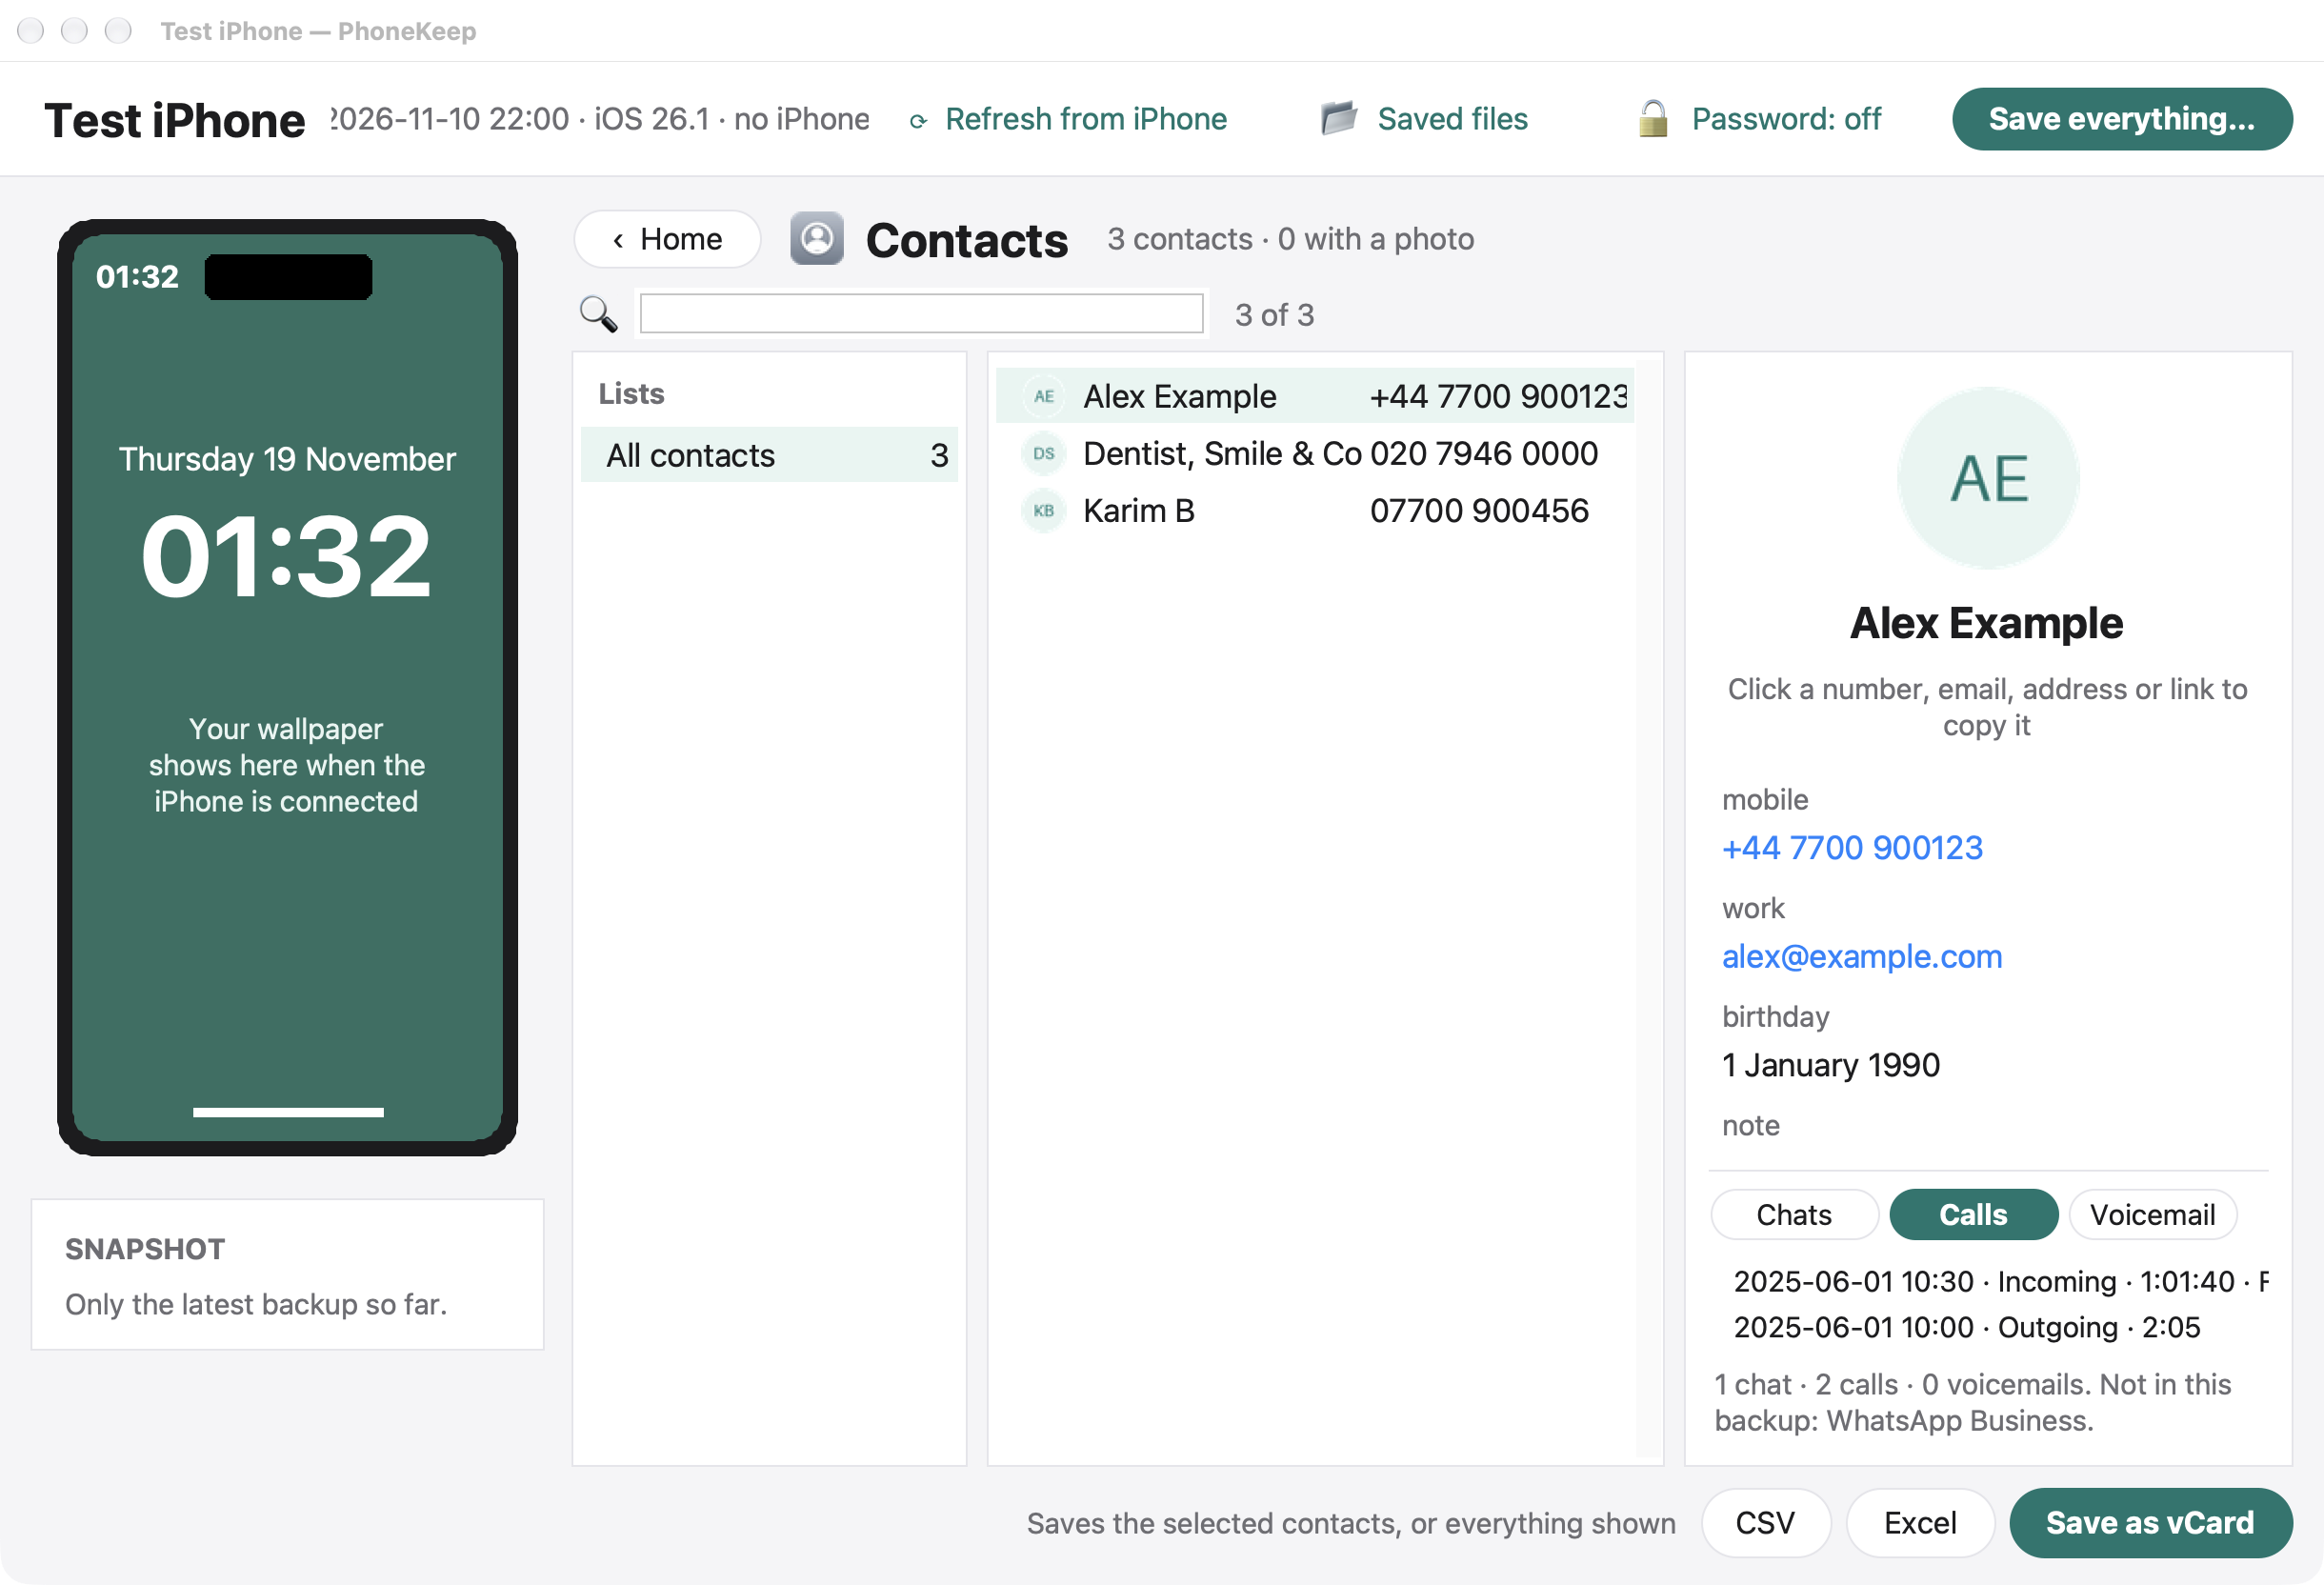 Test iPhone — PhoneKeep
Test iPhone 2026-11-10 22:00 · iOS 26.1 · no iPhone ⟳ Refresh from iPhone Saved files Password: off Save everything...
01:32
Thursday 19 November
01:32
Your wallpaper
shows here when the
iPhone is connected
SNAPSHOT
Only the latest backup so far.
‹ Home Contacts 3 contacts · 0 with a photo
3 of 3
Lists
All contacts 3
AE Alex Example +44 7700 900123
DS Dentist, Smile & Co 020 7946 0000
KB Karim B 07700 900456
AE
Alex Example
Click a number, email, address or link to
copy it
mobile
+44 7700 900123
work
alex@example.com
birthday
1 January 1990
note
Chats Calls Voicemail
2025-06-01 10:30 · Incoming · 1:01:40 ·
2025-06-01 10:00 · Outgoing · 2:05
1 chat · 2 calls · 0 voicemails. Not in this
backup: WhatsApp Business.
Saves the selected contacts, or everything shown CSV Excel Save as vCard